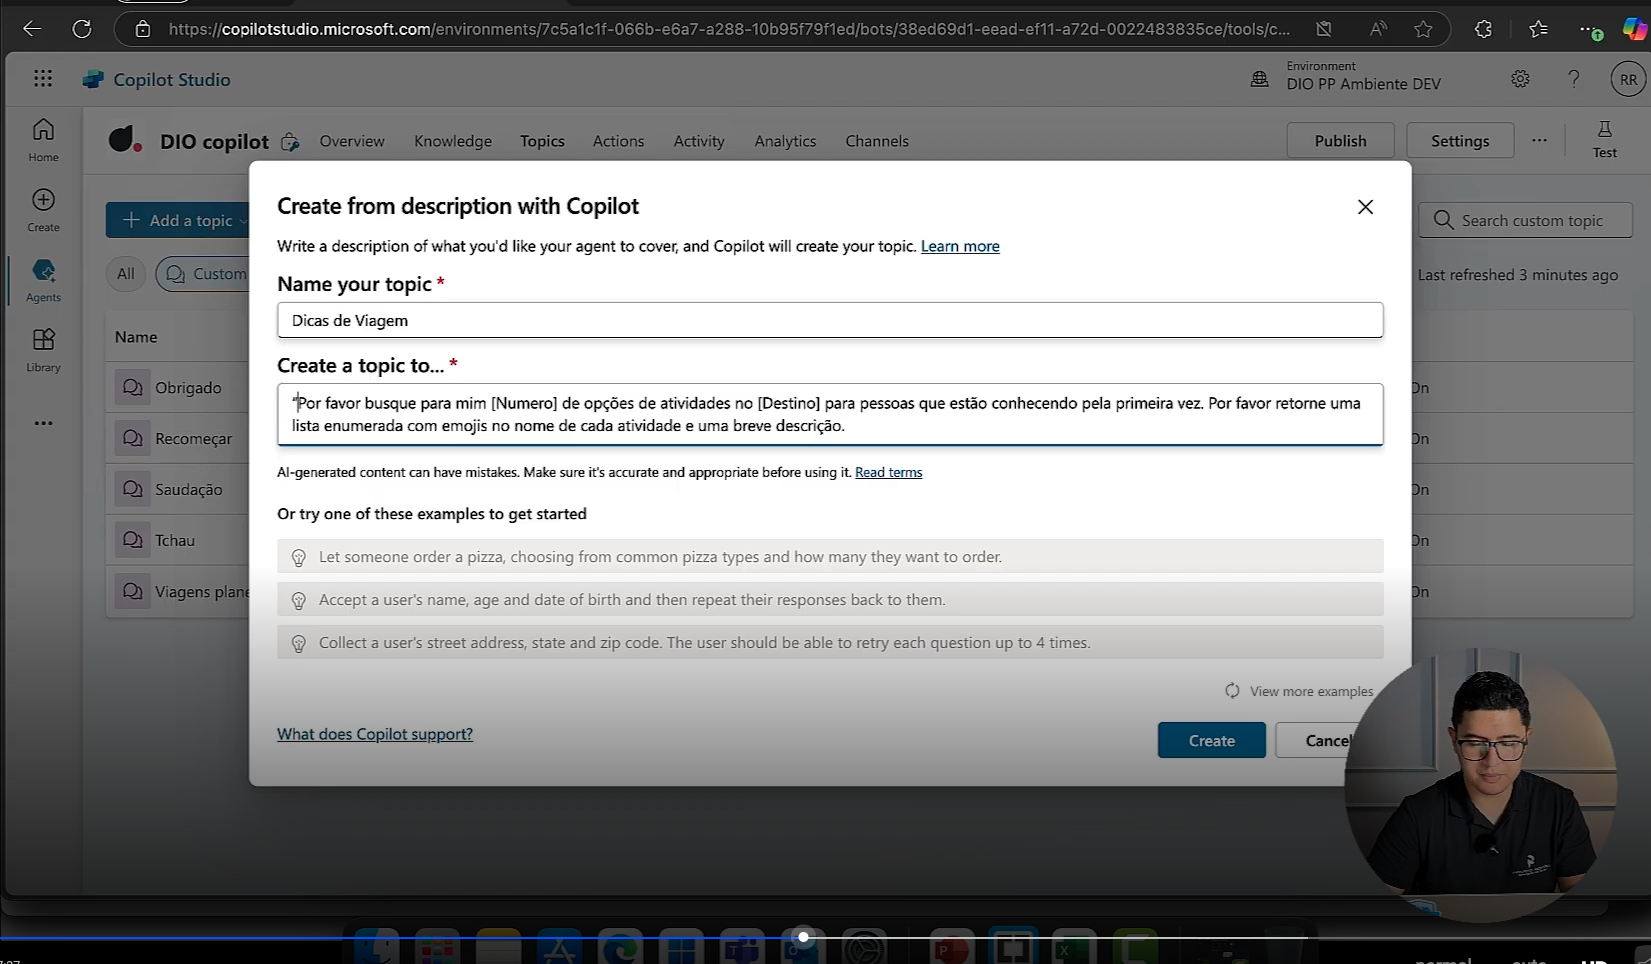 https://copilotstudio.microsoft.com/environments/7c5a1c1f-066b-e6a7-a288-10b95f79f1ed/bots/38ed69d1-eead-ef11-a72d-0022483835ce/tools/c...
Copilot Studio
Environment
DIO PP Ambiente DEV
RR
Home
DIO copilot
Overview
Knowledge
Topics
Actions
Activity
Analytics
Channels
Publish
Settings
Test
Create
Agents
Library
Add a topic
Search custom topic
All
Custom
Last refreshed 3 minutes ago
Name
Obrigado
On
Recomeçar
On
Saudação
On
Tchau
On
Viagens plane
On
Create from description with Copilot
Write a description of what you'd like your agent to cover, and Copilot will create your topic. Learn more
Name your topic *
Dicas de Viagem
Create a topic to... *
“Por favor busque para mim [Numero] de opções de atividades no [Destino] para pessoas que estão conhecendo pela primeira vez. Por favor retorne uma
lista enumerada com emojis no nome de cada atividade e uma breve descrição.
AI-generated content can have mistakes. Make sure it's accurate and appropriate before using it. Read terms
Or try one of these examples to get started
Let someone order a pizza, choosing from common pizza types and how many they want to order.
Accept a user's name, age and date of birth and then repeat their responses back to them.
Collect a user's street address, state and zip code. The user should be able to retry each question up to 4 times.
View more examples
What does Copilot support?
Create
Cancel